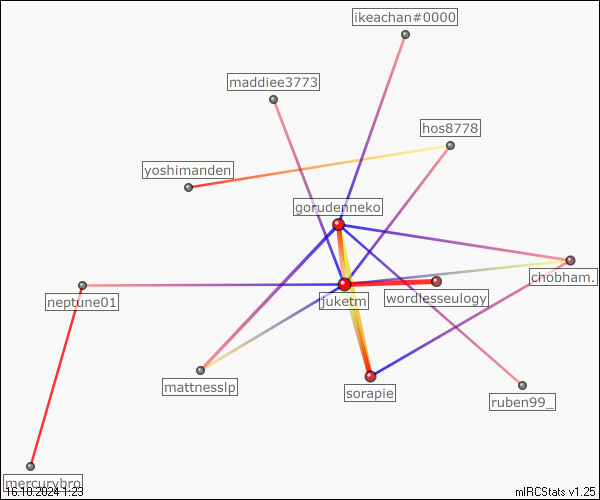 ikeachan#0000
maddiee3773
hos8778
yoshimanden
gorudenneko
chobham.
juketm
wordlesseulogy
neptune01
mattnesslp
sorapie
ruben99_
mercurybro
16.10.2024 1:23
mIRCStats v1.25